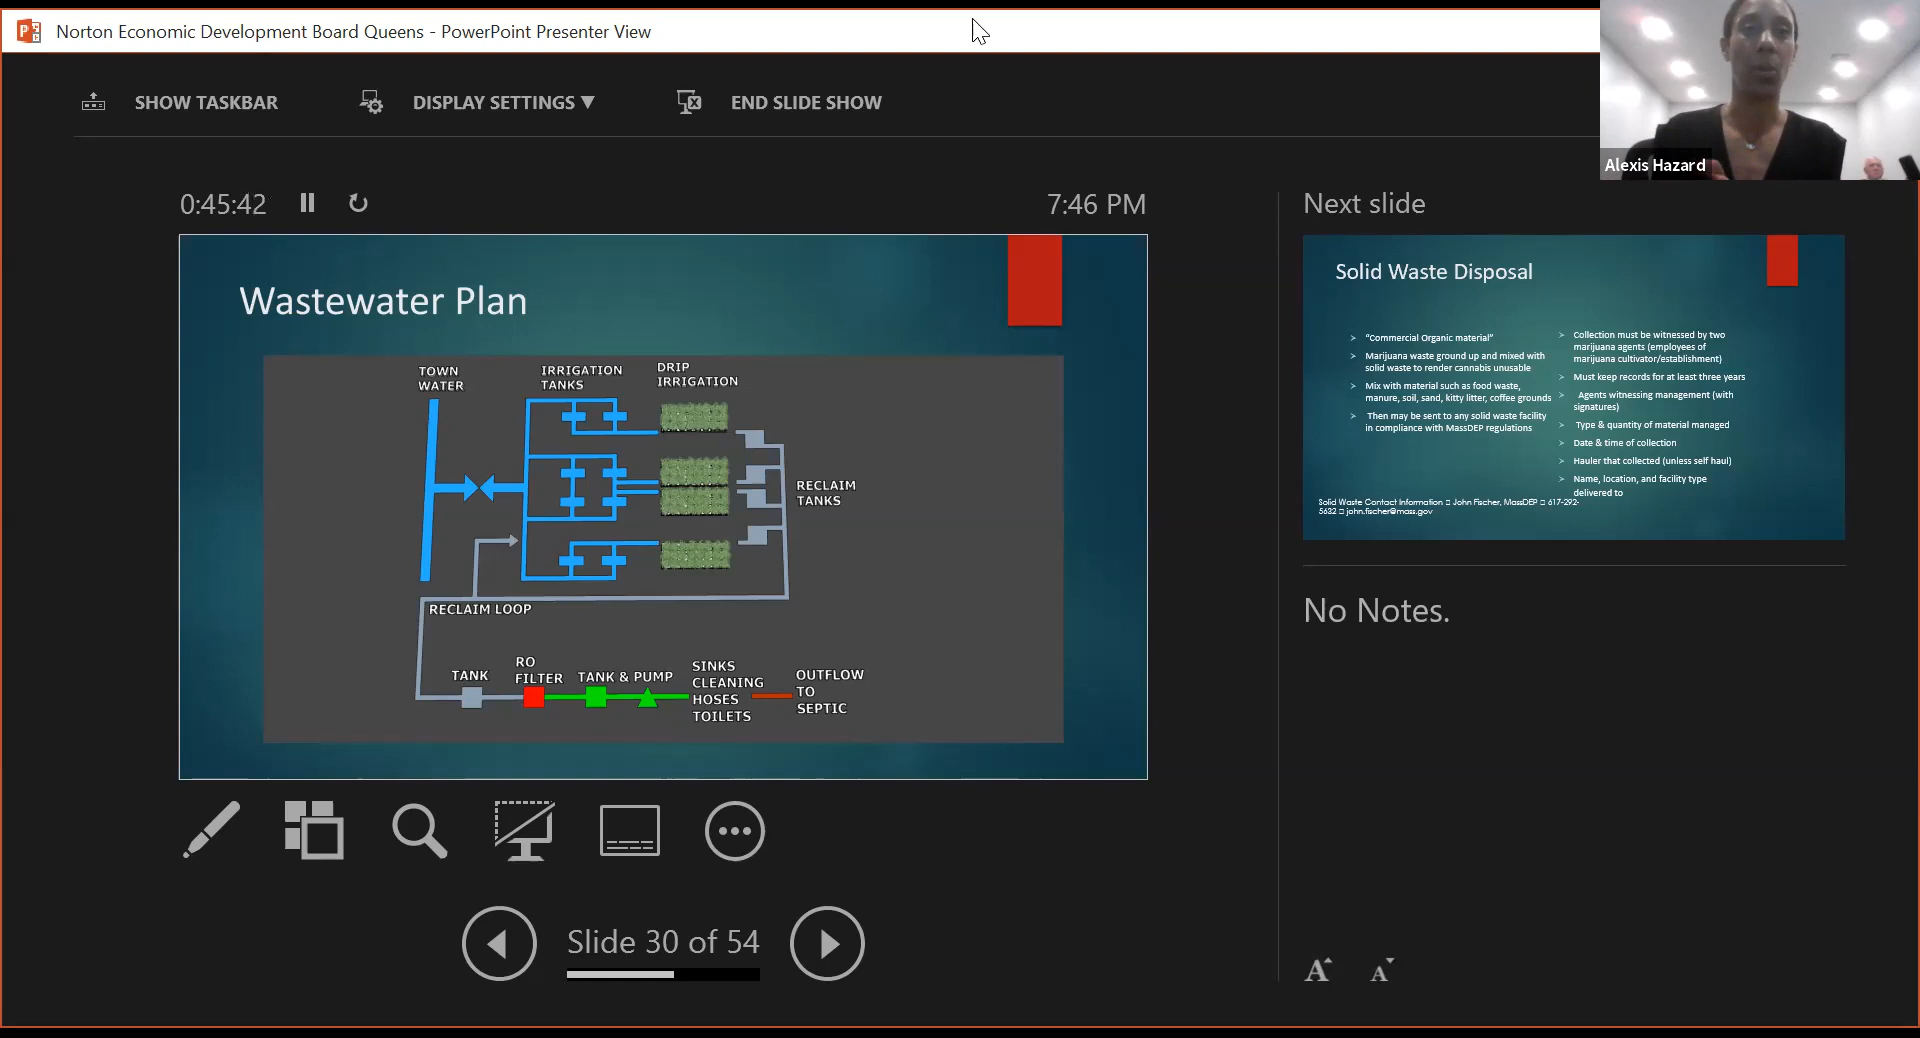 Norton Economic Development Board Queens - PowerPoint Presenter View
SHOW TASKBAR
DISPLAY SETTINGS ▼
END SLIDE SHOW
Alexis Hazard
0:45:42
7:46 PM
Wastewater Plan
TOWN
WATER
IRRIGATION
TANKS
DRIP
IRRIGATION
RECLAIM
TANKS
RECLAIM LOOP
TANK
RO
FILTER
TANK & PUMP
SINKS
CLEANING
HOSES
TOILETS
OUTFLOW
TO
SEPTIC
Slide 30 of 54
Next slide
Solid Waste Disposal
➢ "Commercial Organic material"
➢ Marijuana waste ground up and mixed with
solid waste to render cannabis unusable
➢ Mix with material such as food waste,
manure, soil, sand, kitty litter, coffee grounds
➢ Then may be sent to any solid waste facility
in compliance with MassDEP regulations
➢ Collection must be witnessed by two
marijuana agents (employees of
marijuana cultivator/establishment)
➢ Must keep records for at least three years
➢ Agents witnessing management (with
signatures)
➢ Type & quantity of material managed
➢ Date & time of collection
➢ Hauler that collected (unless self haul)
➢ Name, location, and facility type
delivered to
Solid Waste Contact Information □ John Fischer, MassDEP □ 617-292-
5632 □ john.fischer@mass.gov
No Notes.
A A